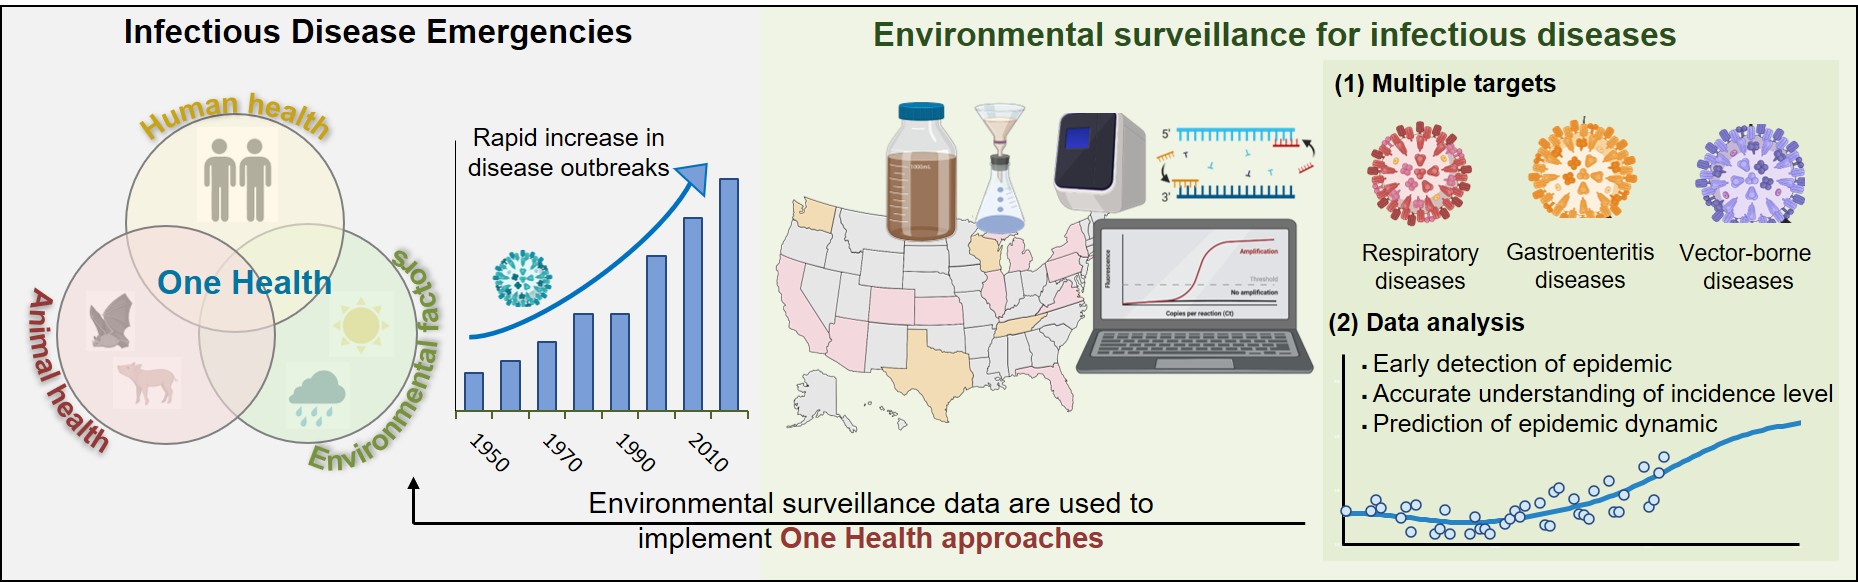 Infectious Disease Emergencies
Human health
One Health
Animal health
Environmental factors
Rapid increase in
disease outbreaks
1950
1970
1990
2010
Environmental surveillance for infectious diseases
1000mL
5'
3'
Fluorescence
Amplification
Threshold
No amplification
Copies per reaction (Ct)
(1) Multiple targets
Respiratory
diseases
Gastroenteritis
diseases
Vector-borne
diseases
(2) Data analysis
· Early detection of epidemic
· Accurate understanding of incidence level
· Prediction of epidemic dynamic
Environmental surveillance data are used to
implement One Health approaches